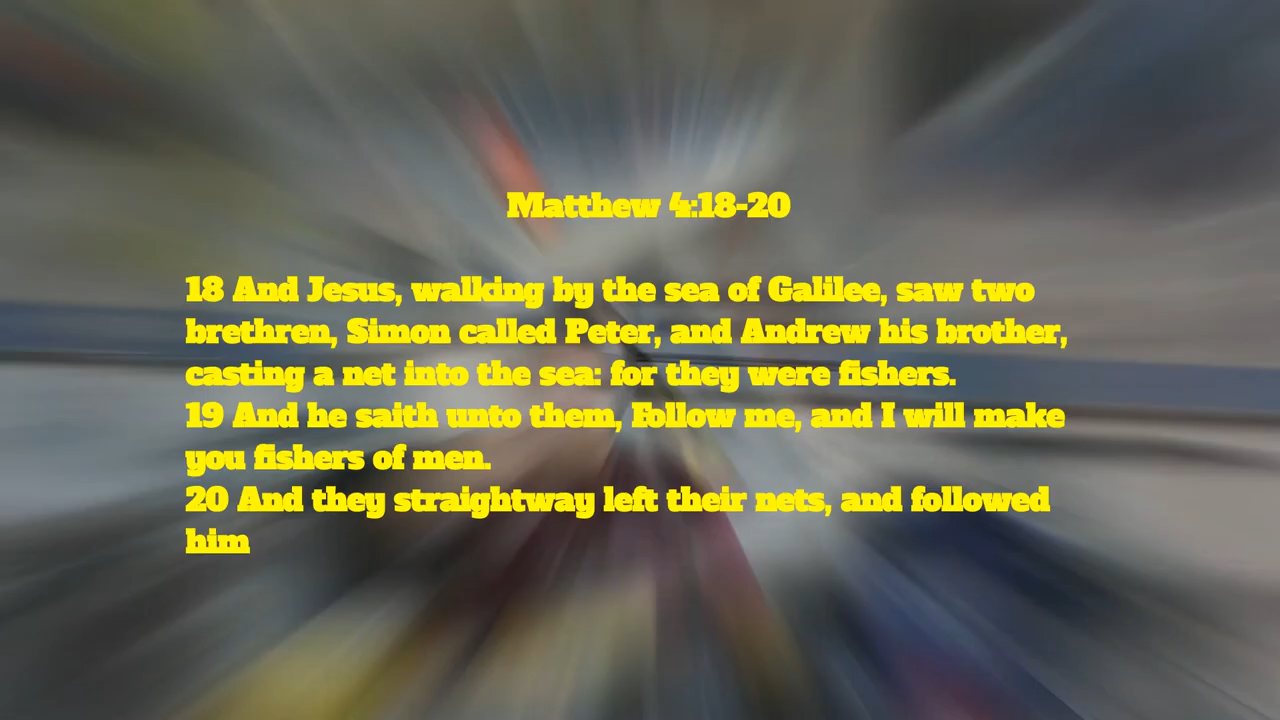 Matthew 4:18-20
18 And Jesus, walking by the sea of Galilee, saw two
brethren, Simon called Peter, and Andrew his brother,
casting a net into the sea: for they were fishers.
19 And he saith unto them, Follow me, and I will make
you fishers of men.
20 And they straightway left their nets, and followed
him